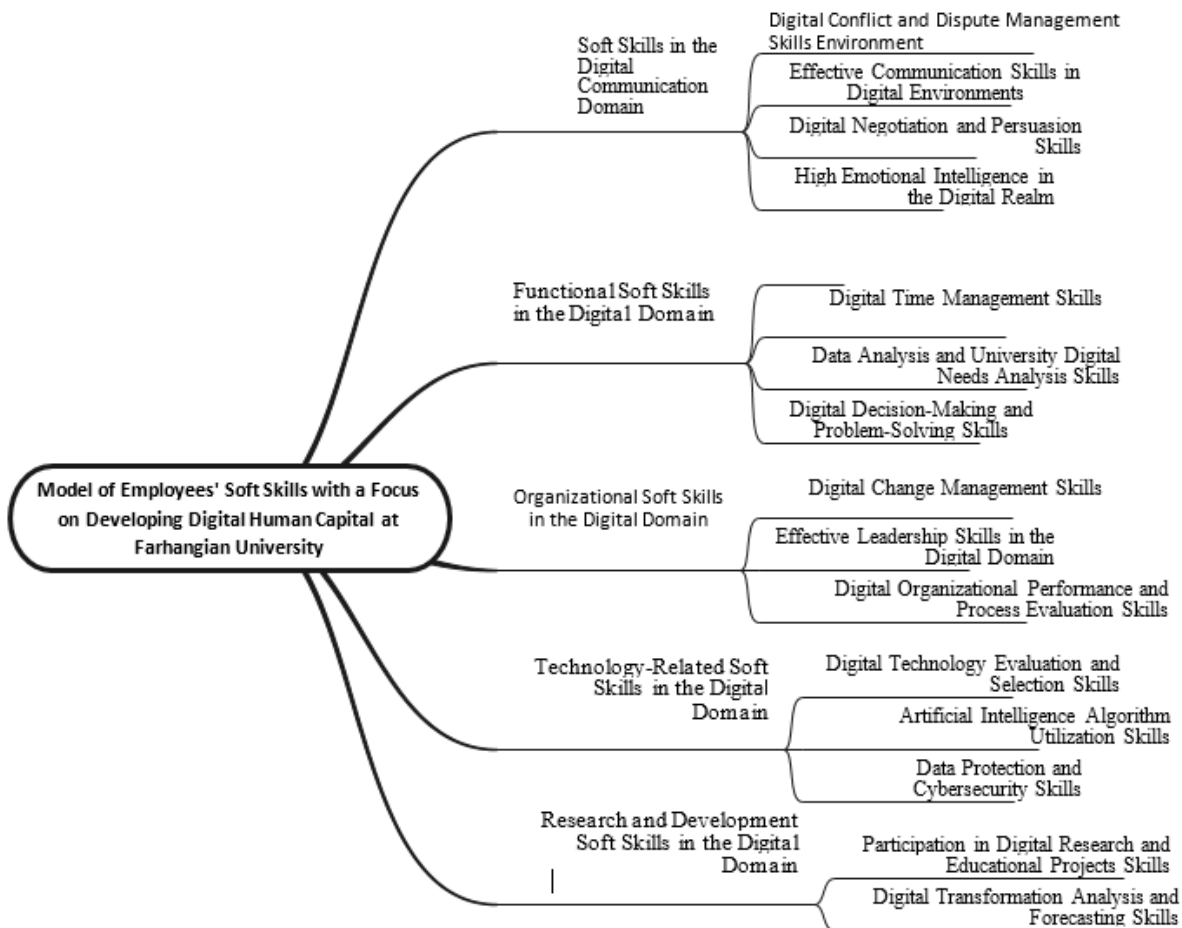 Digital Conflict and Dispute Management
Skills Environment
Soft Skills in the
Digital
Communication
Domain
Effective Communication Skills in
Digital Environments
Digital Negotiation and Persuasion
Skills
High Emotional Intelligence in
the Digital Realm
Functional Soft Skills
in the Digital Domain
Digital Time Management Skills
Data Analysis and University Digital
Needs Analysis Skills
Digital Decision-Making and
Problem-Solving Skills
Model of Employees' Soft Skills with a Focus
on Developing Digital Human Capital at
Farhangian University
Organizational Soft Skills
in the Digital Domain
Digital Change Management Skills
Effective Leadership Skills in the
Digital Domain
Digital Organizational Performance and
Process Evaluation Skills
Technology-Related Soft
Skills in the Digital
Domain
Digital Technology Evaluation and
Selection Skills
Artificial Intelligence Algorithm
Utilization Skills
Data Protection and
Cybersecurity Skills
Research and Development
Soft Skills in the Digital
Domain
Participation in Digital Research and
Educational Projects Skills
Digital Transformation Analysis and
Forecasting Skills